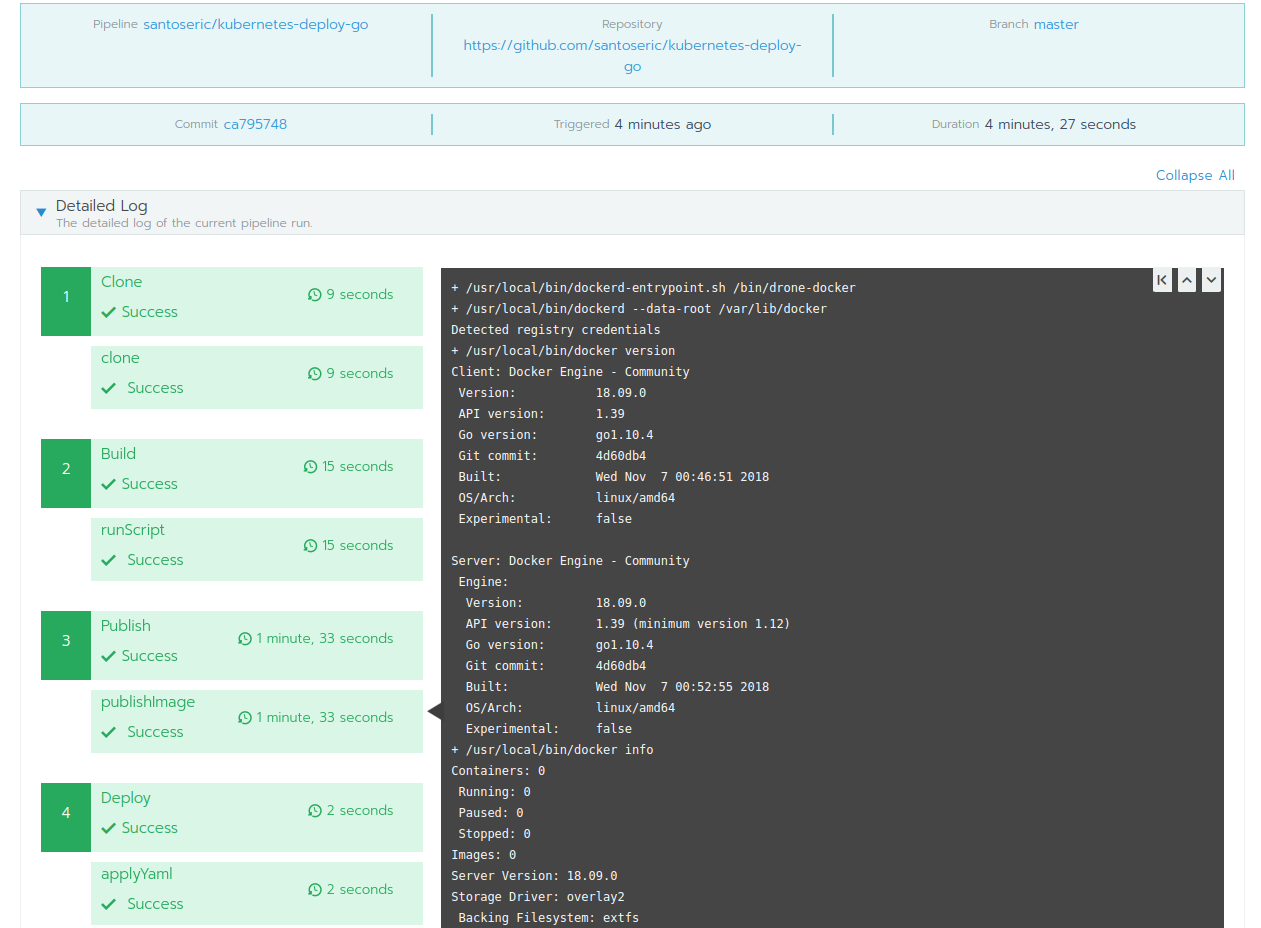 Pipeline santoseric/kubernetes-deploy-go
Repository
https://github.com/santoseric/kubernetes-deploy-
go
Branch master
Commit ca795748
Triggered 4 minutes ago
Duration 4 minutes, 27 seconds
Collapse All
Detailed Log
The detailed log of the current pipeline run.
1
Clone
9 seconds
Success
clone
9 seconds
Success
2
Build
15 seconds
Success
runScript
15 seconds
Success
3
Publish
1 minute, 33 seconds
Success
publishImage
1 minute, 33 seconds
Success
4
Deploy
2 seconds
Success
applyYaml
2 seconds
Success
+ /usr/local/bin/dockerd-entrypoint.sh /bin/drone-docker
+ /usr/local/bin/dockerd --data-root /var/lib/docker
Detected registry credentials
+ /usr/local/bin/docker version
Client: Docker Engine - Community
Version: 18.09.0
API version: 1.39
Go version: go1.10.4
Git commit: 4d60db4
Built: Wed Nov  7 00:46:51 2018
OS/Arch: linux/amd64
Experimental: false
Server: Docker Engine - Community
Engine:
Version: 18.09.0
API version: 1.39 (minimum version 1.12)
Go version: go1.10.4
Git commit: 4d60db4
Built: Wed Nov  7 00:52:55 2018
OS/Arch: linux/amd64
Experimental: false
+ /usr/local/bin/docker info
Containers: 0
Running: 0
Paused: 0
Stopped: 0
Images: 0
Server Version: 18.09.0
Storage Driver: overlay2
Backing Filesystem: extfs